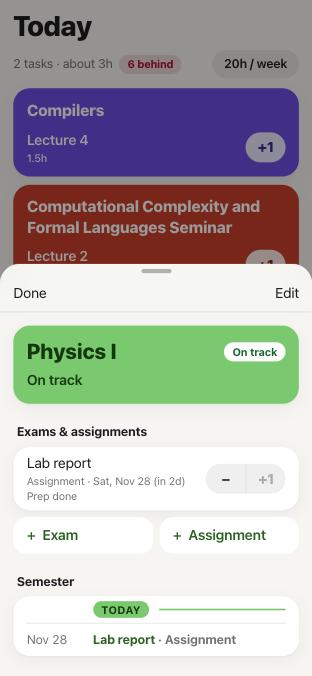 Today
2 tasks · about 3h 6 behind 20h / week
Compilers
Lecture 4
1.5h
+1
Computational Complexity and
Formal Languages Seminar
Lecture 2
+1
Done Edit
Physics I On track
On track
Exams & assignments
Lab report
Assignment · Sat, Nov 28 (in 2d)
Prep done
– +1
+ Exam + Assignment
Semester
TODAY
Nov 28 Lab report · Assignment